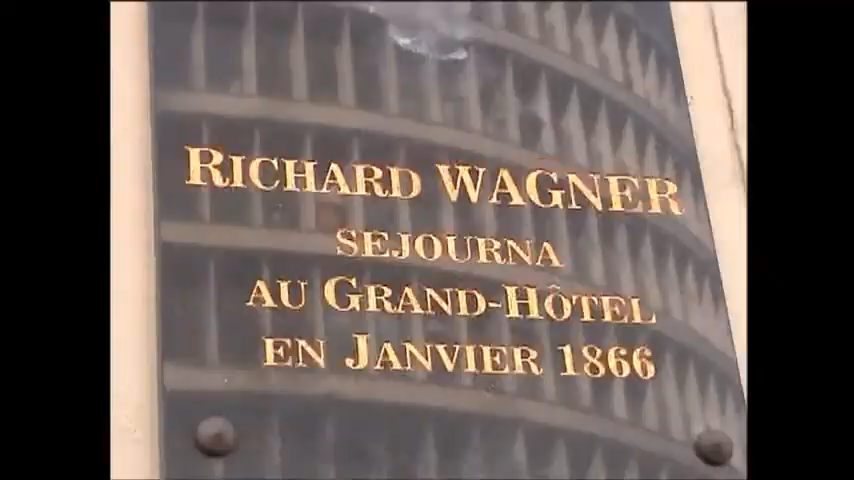 RICHARD WAGNER
SEJOURNA
AU GRAND-HÔTEL
EN JANVIER 1866